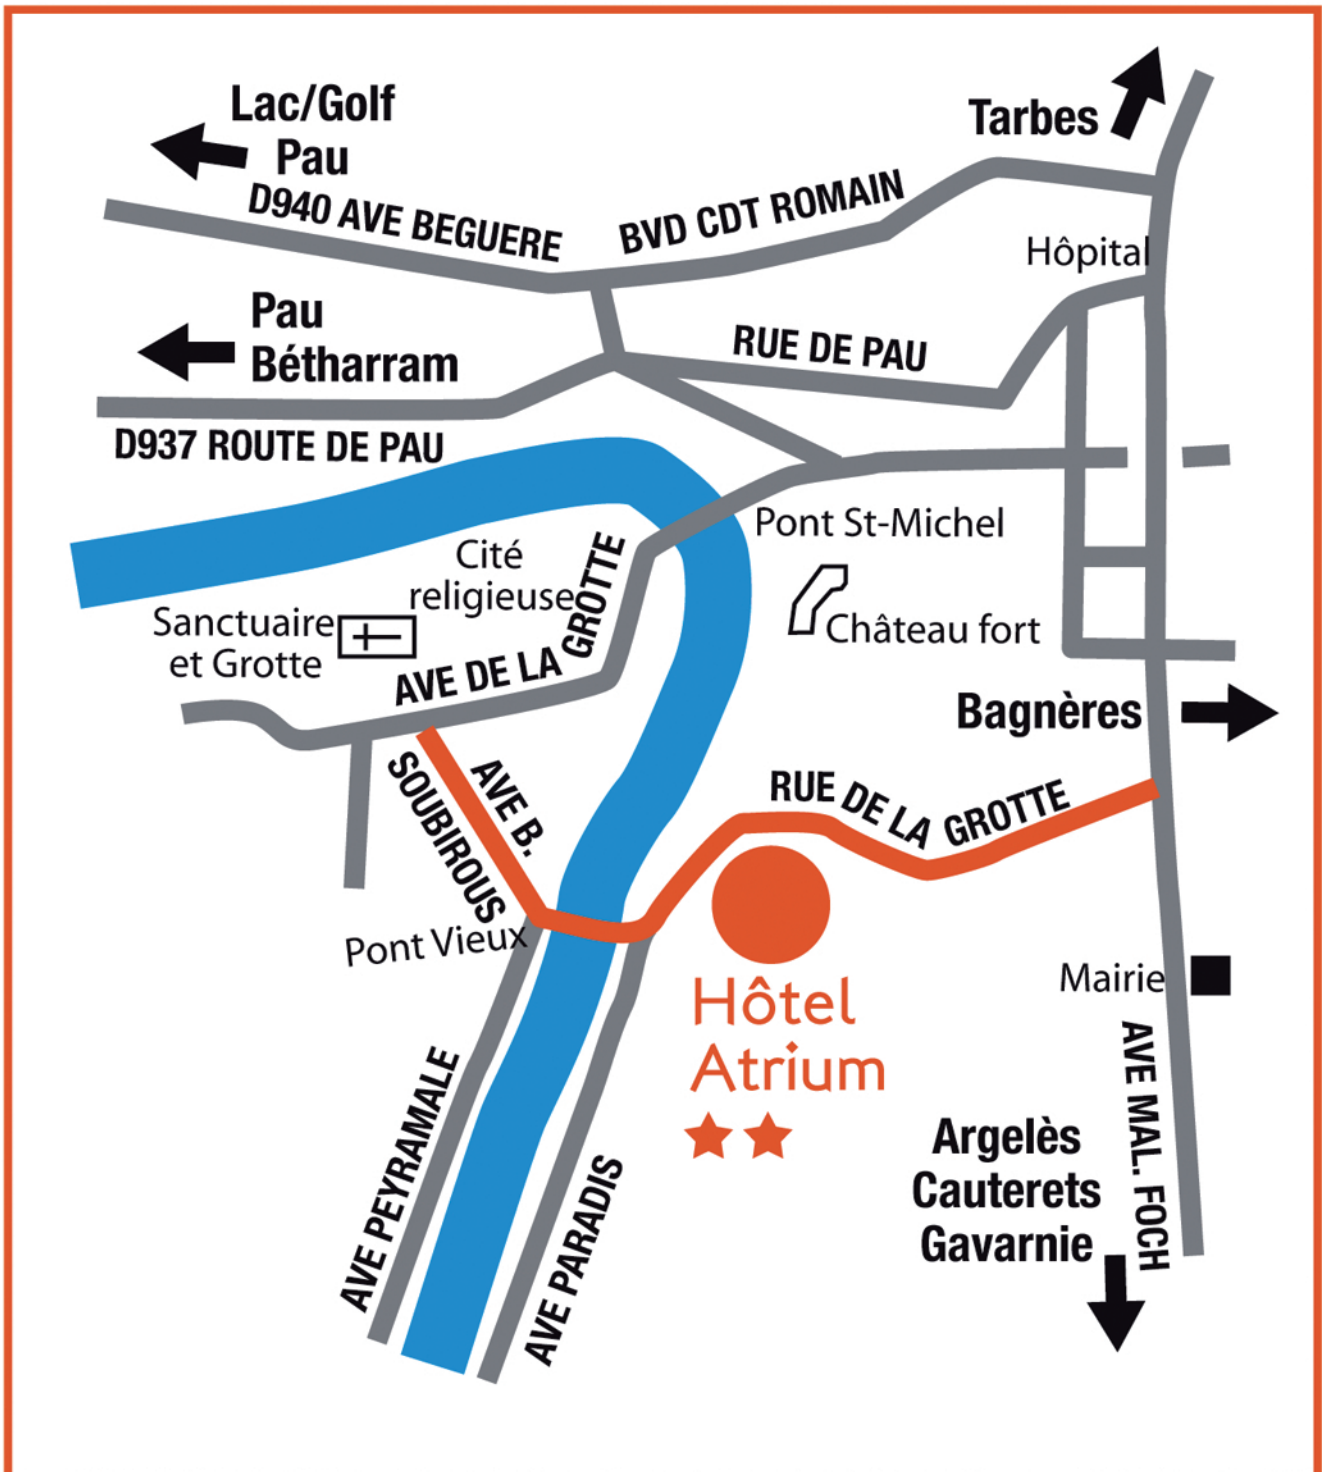 Lac/Golf
Pau
Tarbes
D940 AVE BEGUERE
BVD CDT ROMAIN
Hôpital
Pau
Bétharram
RUE DE PAU
D937 ROUTE DE PAU
Pont St-Michel
Cité
religieuse
Sanctuaire
et Grotte
Château fort
AVE DE LA GROTTE
Bagnères
AVE B.
SOUBIROUS
RUE DE LA GROTTE
Pont Vieux
Hôtel
Atrium
Mairie
AVE PEYRAMALE
AVE PARADIS
AVE MAL. FOCH
Argelès
Cauterets
Gavarnie